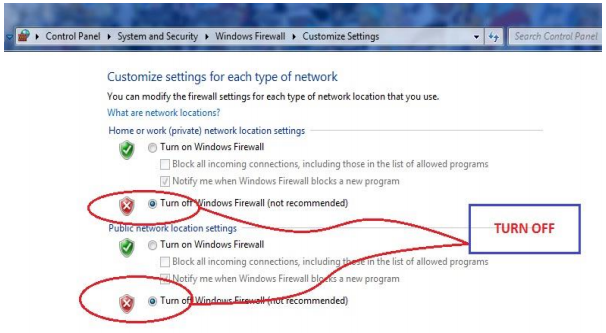 Control Panel ▸ System and Security ▸ Windows Firewall ▸ Customize Settings
Search Control Panel
Customize settings for each type of network
You can modify the firewall settings for each type of network location that you use.
What are network locations?
Home or work (private) network location settings
Turn on Windows Firewall
Block all incoming connections, including those in the list of allowed programs
Notify me when Windows Firewall blocks a new program
Turn off Windows Firewall (not recommended)
TURN OFF
Public network location settings
Turn on Windows Firewall
Block all incoming connections, including those in the list of allowed programs
Notify me when Windows Firewall blocks a new program
Turn off Windows Firewall (not recommended)